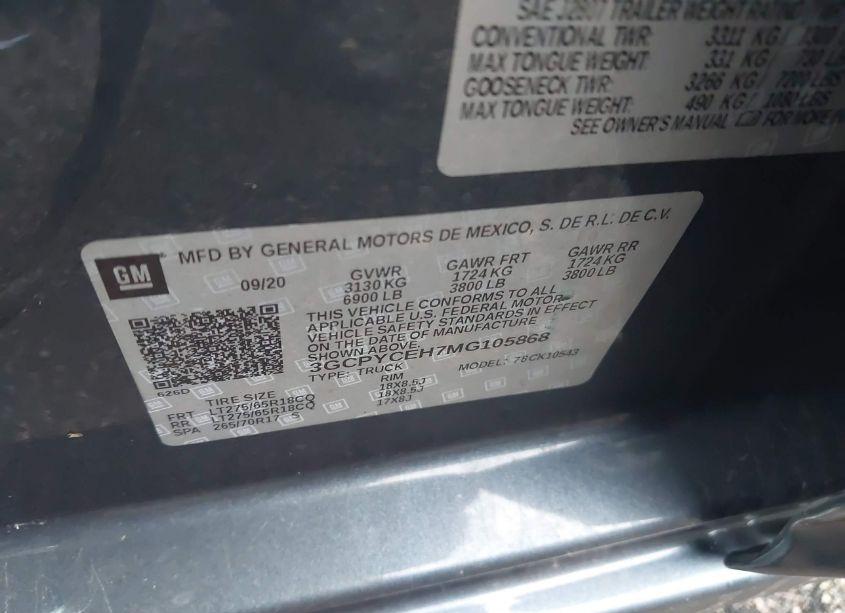 SAE J2807 TRAILER WEIGHT RATING
CONVENTIONAL TWR: 3311 KG / 7300
MAX TONGUE WEIGHT: 331 KG / 730 LB
GOOSENECK TWR: 3266 KG / 7200 LBS
MAX TONGUE WEIGHT: 490 KG / 1080 LBS
SEE OWNER'S MANUAL FOR MORE
GM
MFD BY GENERAL MOTORS DE MEXICO, S. DE R.L. DE C.V.
09/20
GVWR GAWR FRT GAWR RR
3130 KG 1724 KG 1724 KG
6900 LB 3800 LB 3800 LB
THIS VEHICLE CONFORMS TO ALL
APPLICABLE U.S. FEDERAL MOTOR
VEHICLE SAFETY STANDARDS IN EFFECT
ON THE DATE OF MANUFACTURE
SHOWN ABOVE.
3GCPYCEH7MG105868
TYPE: TRUCK MODEL: 78CK10543
626D
TIRE SIZE RIM
FRT LT275/65R18CQ 18X8.5J
RR LT275/65R18CQ 18X8.5J
SPA 265/70R17 S 17X8J